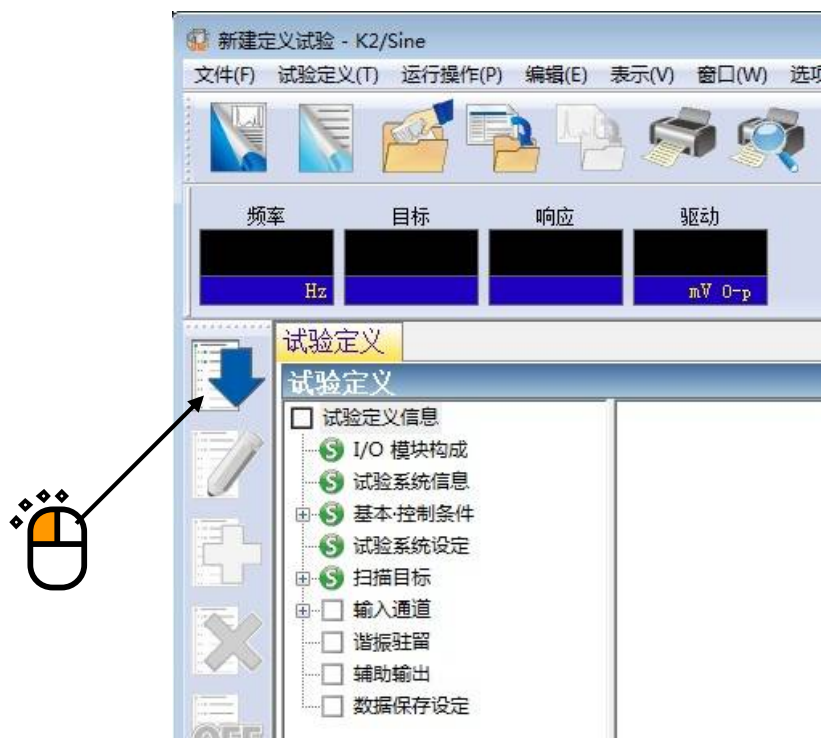 新建定义试验 - K2/Sine
文件(F) 试验定义(T) 运行操作(P) 编辑(E) 表示(V) 窗口(W) 选项
频率 目标 响应 驱动
Hz mV 0-p
试验定义
试验定义
试验定义信息
I/O 模块构成
试验系统信息
基本·控制条件
试验系统设定
扫描目标
输入通道
谐振驻留
辅助输出
数据保存设定
OFF